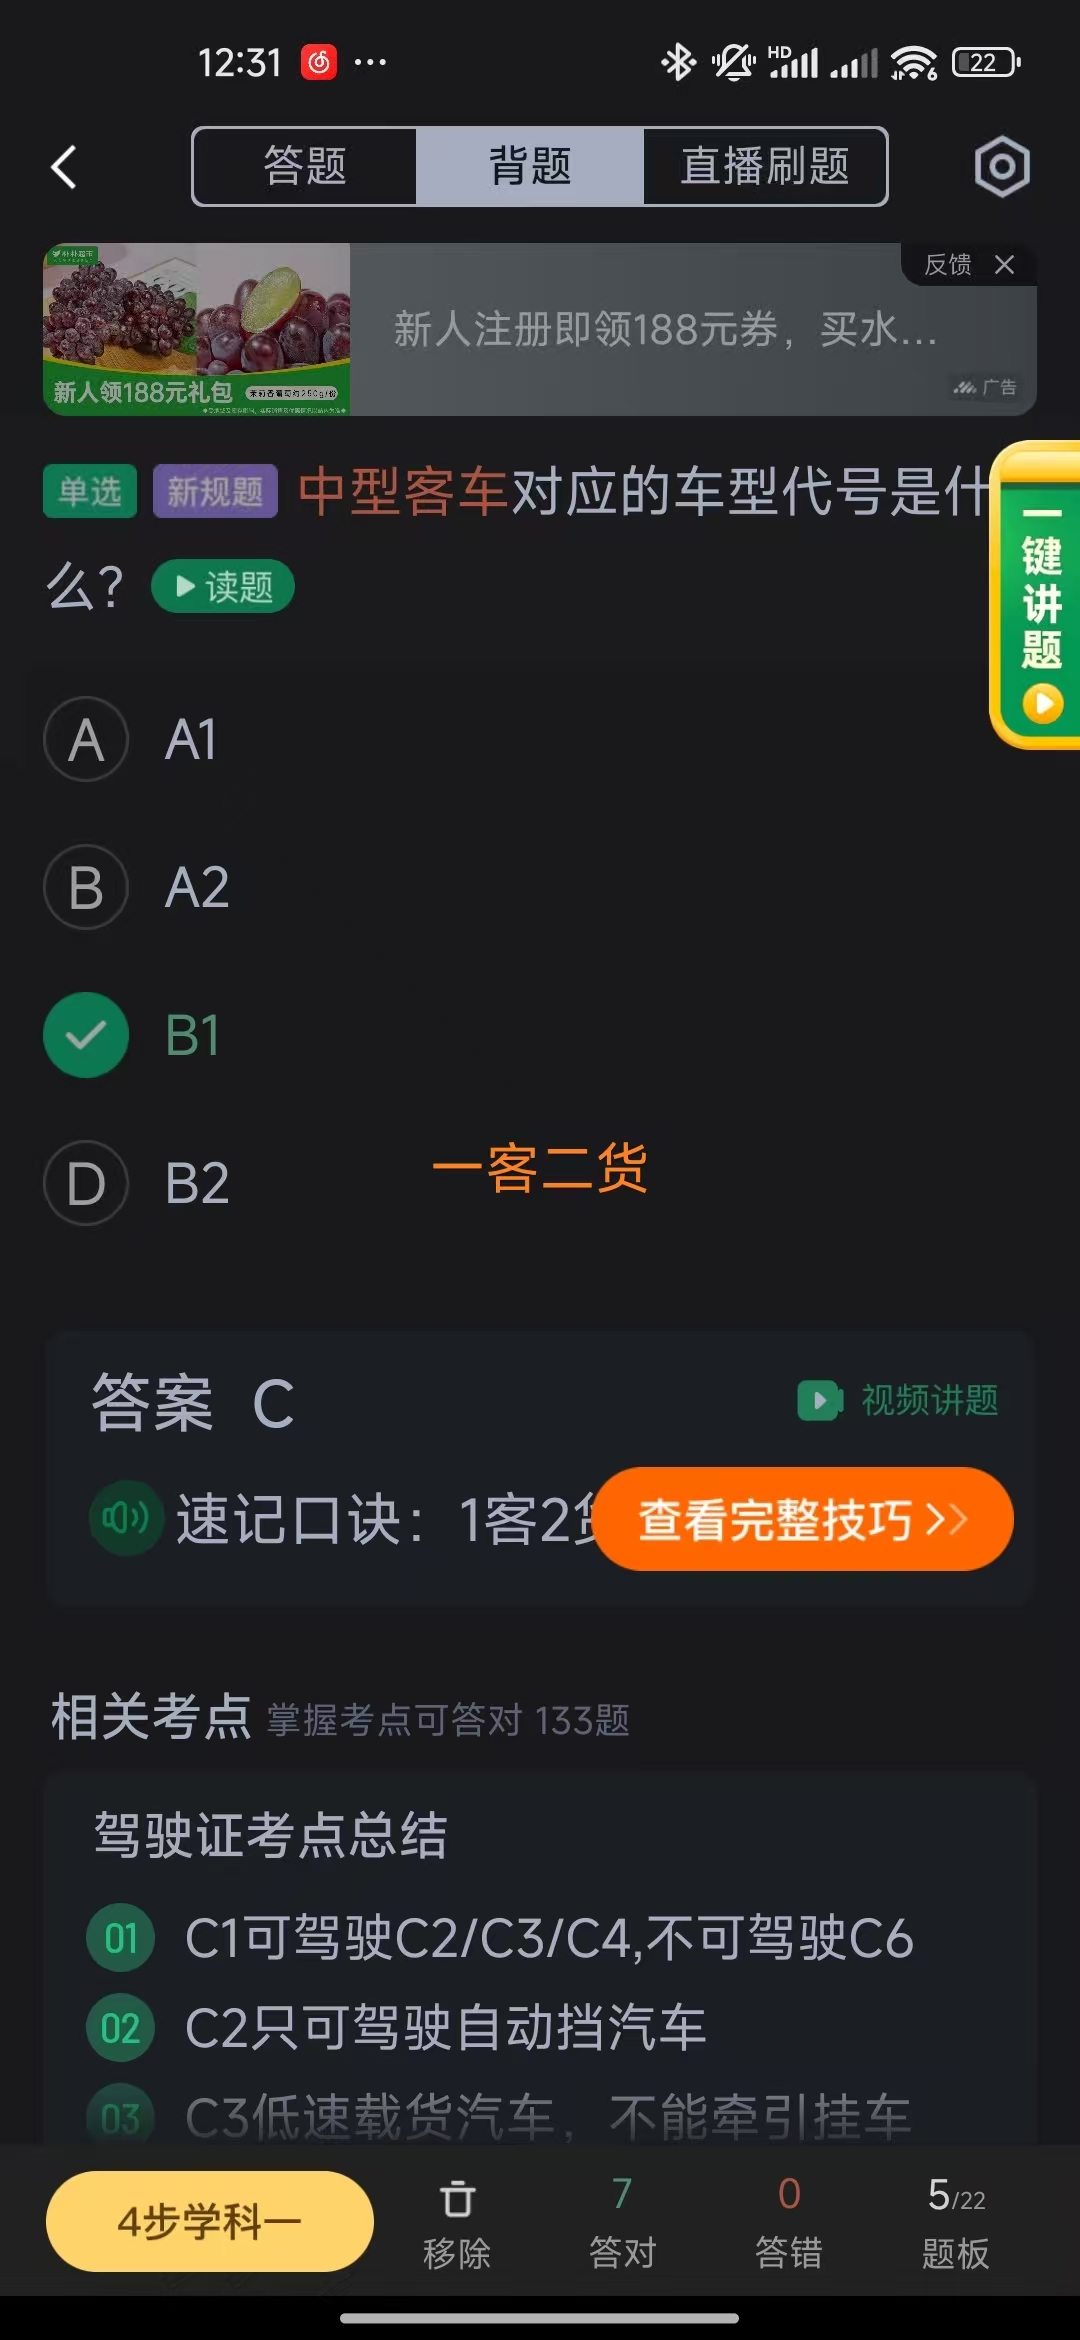 12:31 ··· HD 6 22
答题 背题 直播刷题
朴朴超市
反馈
新人注册即领188元券，买水...
新人领188元礼包
广告
单选 新规题 中型客车对应的车型代号是什
么？ 读题
一键讲题
A A1
B A2
B1
D B2
一客二货
答案 C 视频讲题
速记口诀：1客2货 查看完整技巧
相关考点 掌握考点可答对 133题
驾驶证考点总结
01 C1可驾驶C2/C3/C4,不可驾驶C6
02 C2只可驾驶自动挡汽车
03 C3低速载货汽车，不能牵引挂车
4步学科一
移除
7 答对
0 答错
5/22 题板